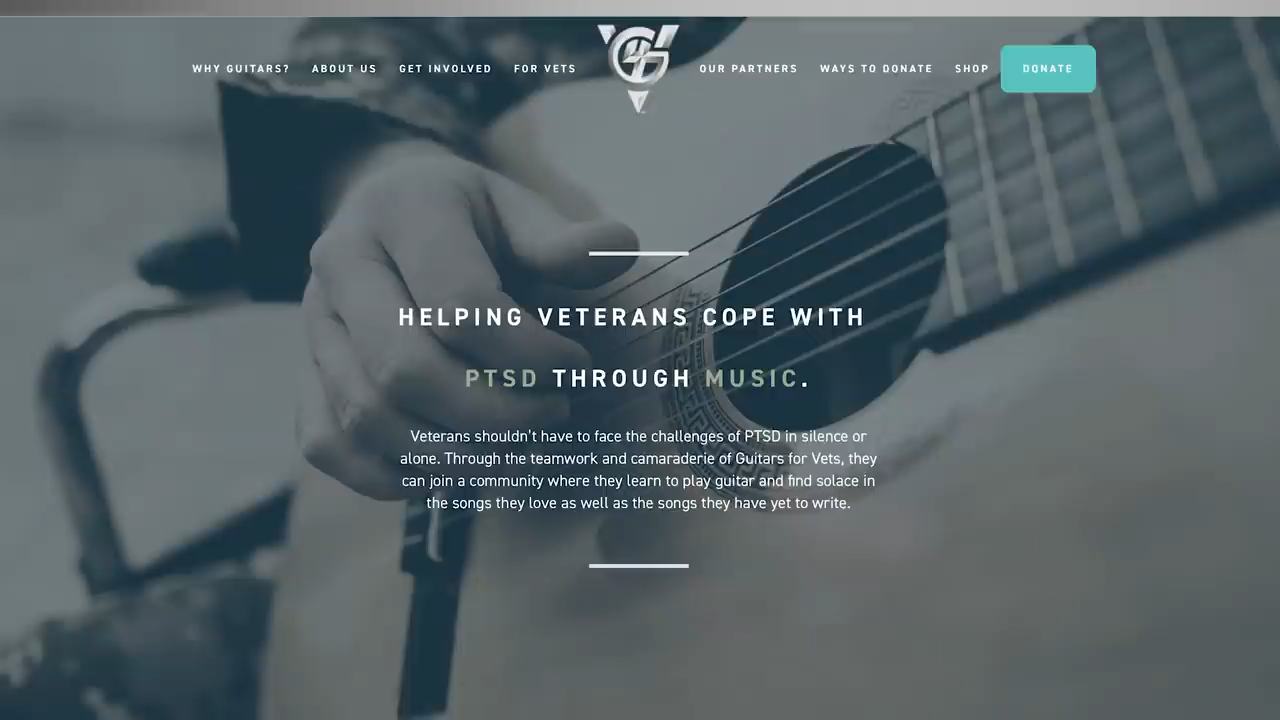 WHY GUITARS? ABOUT US GET INVOLVED FOR VETS G4V OUR PARTNERS WAYS TO DONATE SHOP DONATE
HELPING VETERANS COPE WITH
PTSD THROUGH MUSIC.
Veterans shouldn't have to face the challenges of PTSD in silence or
alone. Through the teamwork and camaraderie of Guitars for Vets, they
can join a community where they learn to play guitar and find solace in
the songs they love as well as the songs they have yet to write.